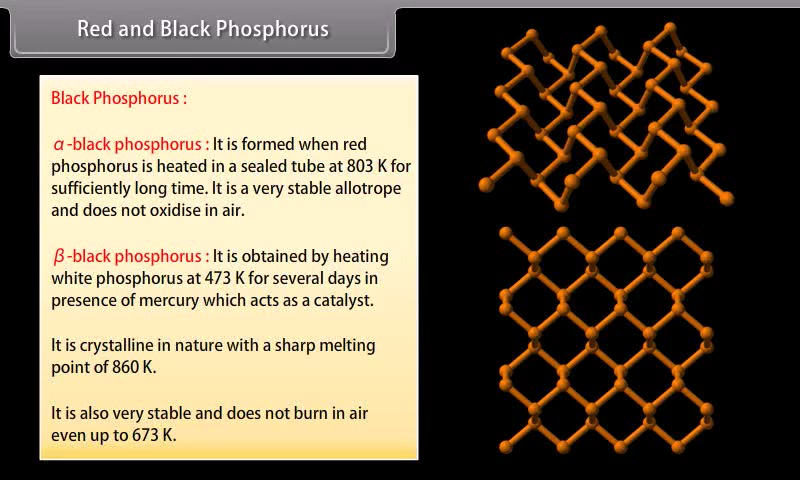 Red and Black Phosphorus
Black Phosphorus :
α-black phosphorus : It is formed when red
phosphorus is heated in a sealed tube at 803 K for
sufficiently long time. It is a very stable allotrope
and does not oxidise in air.
β-black phosphorus : It is obtained by heating
white phosphorus at 473 K for several days in
presence of mercury which acts as a catalyst.
It is crystalline in nature with a sharp melting
point of 860 K.
It is also very stable and does not burn in air
even up to 673 K.